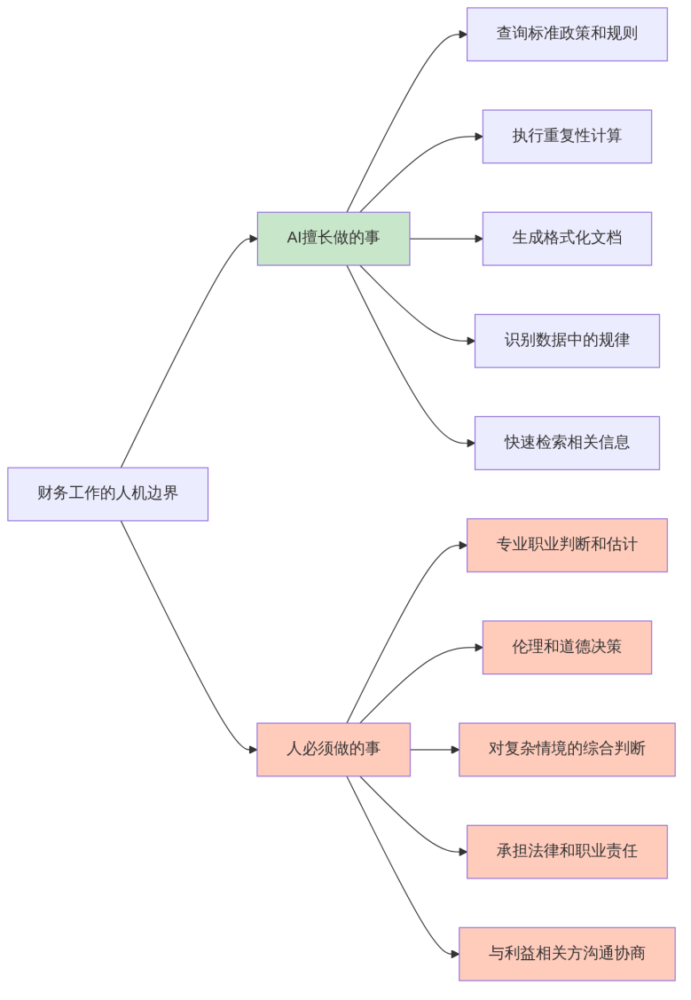 财务工作的人机边界
AI擅长做的事
查询标准政策和规则
执行重复性计算
生成格式化文档
识别数据中的规律
快速检索相关信息
人必须做的事
专业职业判断和估计
伦理和道德决策
对复杂情境的综合判断
承担法律和职业责任
与利益相关方沟通协商